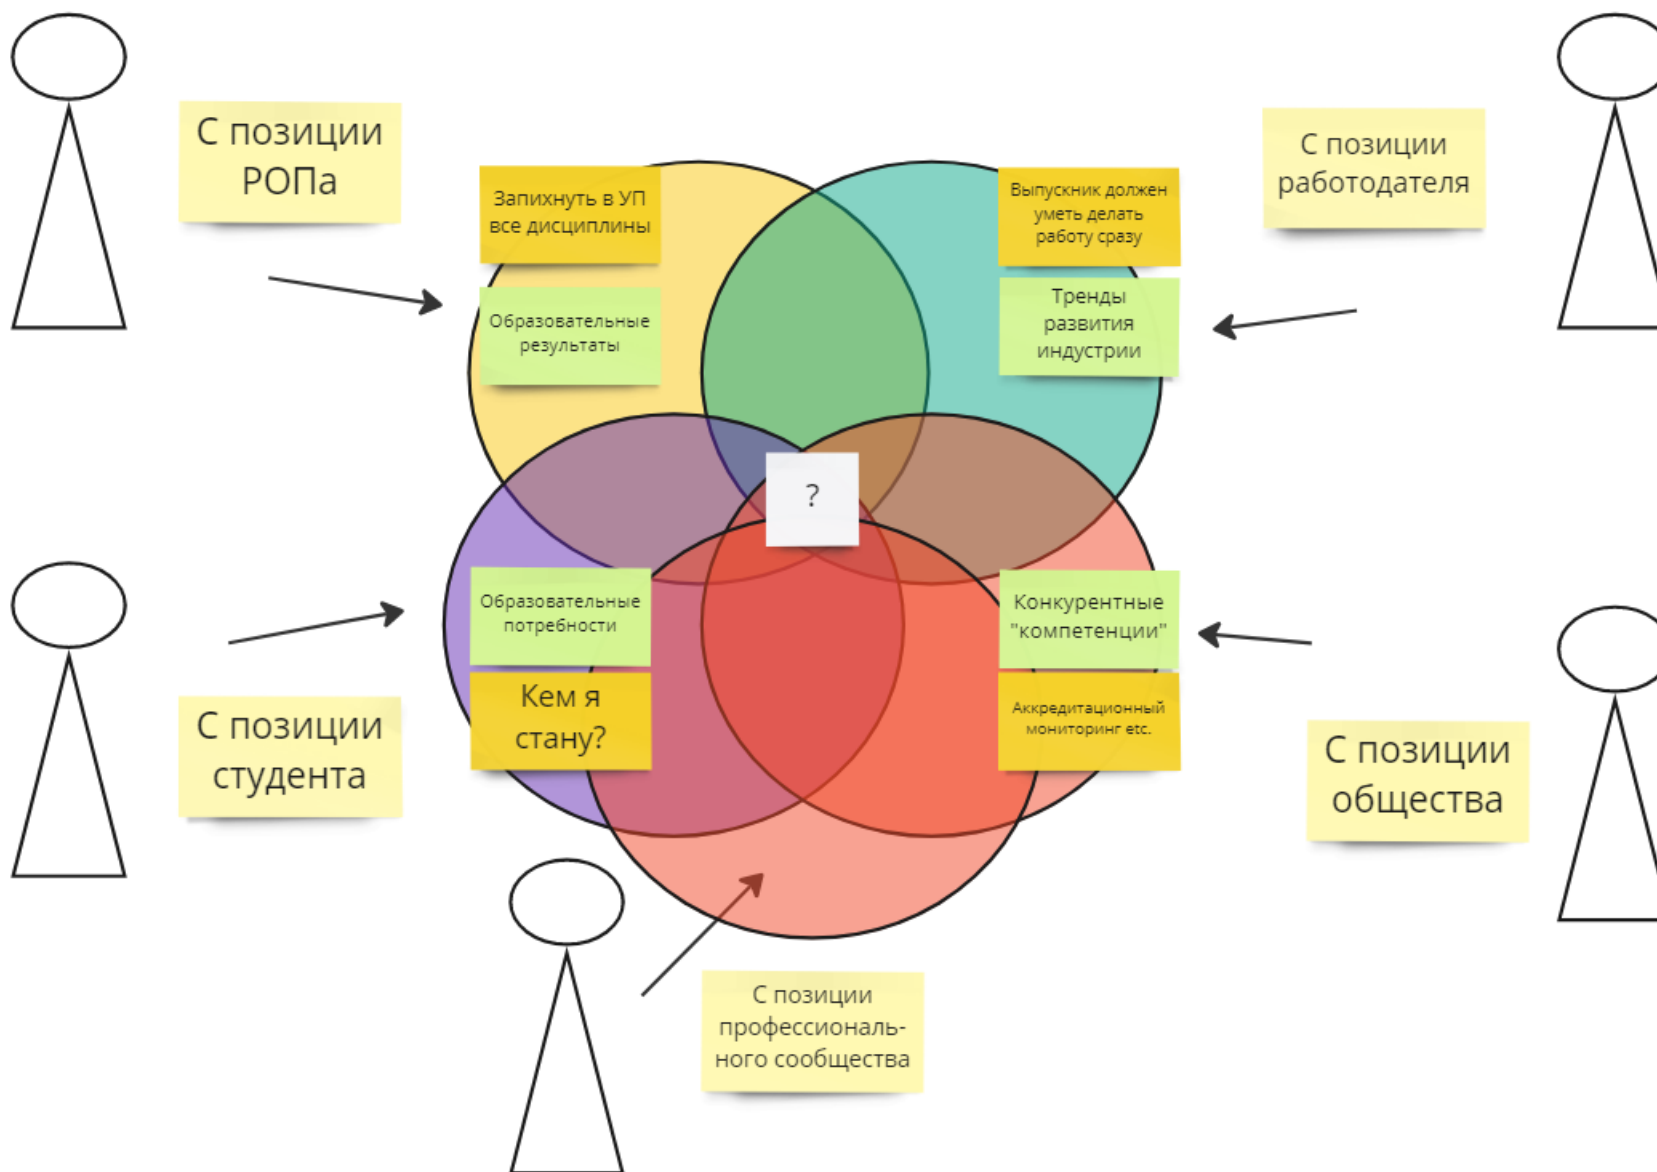 С позиции
РОПа
С позиции
работодателя
Запихнуть в УП
все дисциплины
Выпускник должен
уметь делать
работу сразу
Образовательные
результаты
Тренды
развития
индустрии
?
Образовательные
потребности
Конкурентные
"компетенции"
Кем я
стану?
Аккредитационный
мониторинг etc.
С позиции
студента
С позиции
общества
С позиции
профессиональ-
ного сообщества